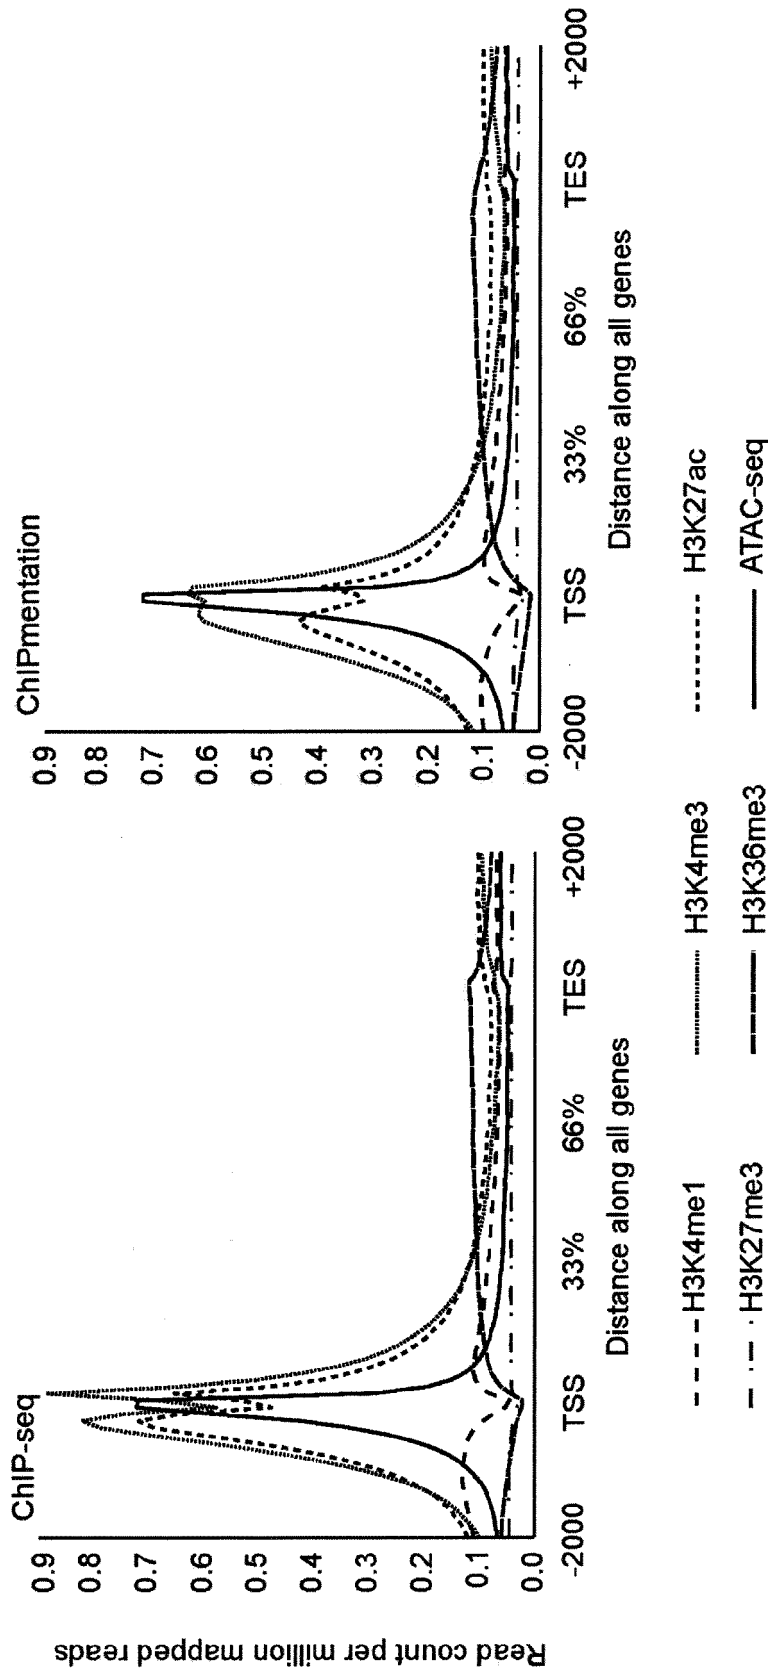 Read count per million mapped reads
ChIP-seq
0.9
0.8
0.7
0.6
0.5
0.4
0.3
0.2
0.1
0.0
-2000 TSS 33% 66% TES +2000
Distance along all genes
ChIPmentation
0.9
0.7
0.6
0.5
0.4
0.3
0.2
0.1
0.0
-2000 TSS 33% 66% TES +2000
Distance along all genes
H3K4me1 H3K4me3 H3K27ac
H3K27me3 H3K36me3 ATAC-seq